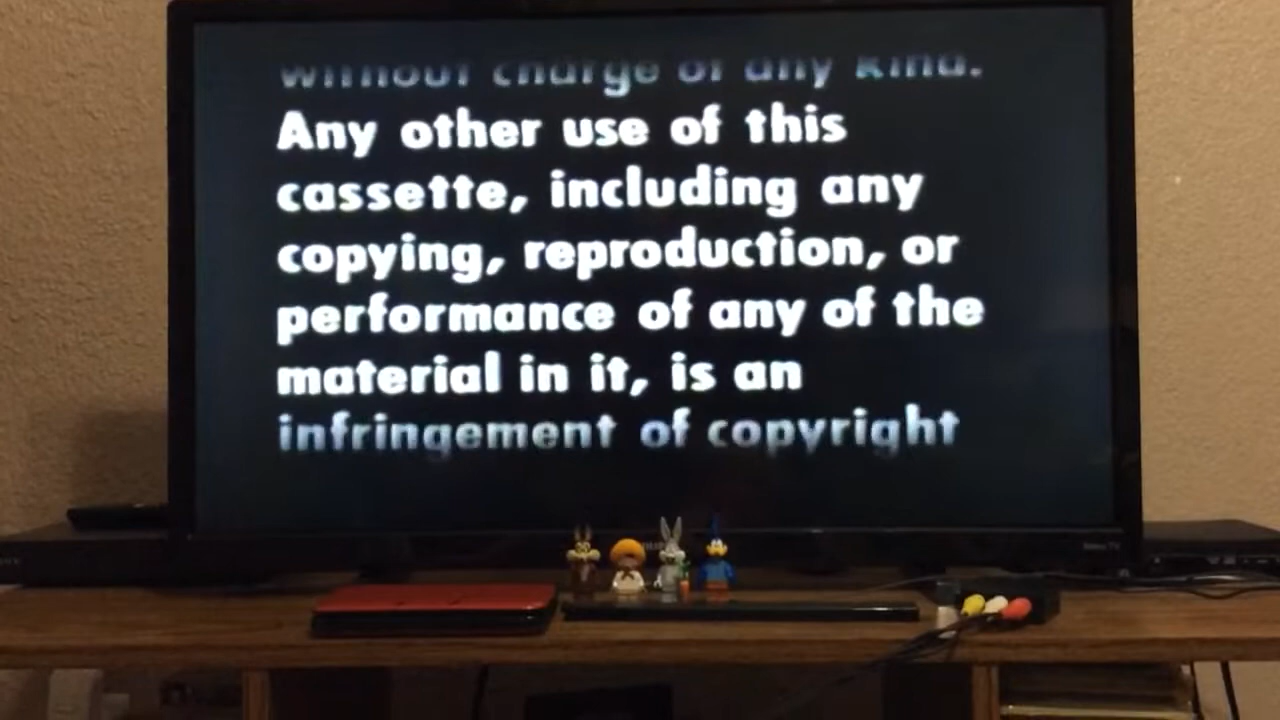 without charge of any kind.
Any other use of this
cassette, including any
copying, reproduction, or
performance of any of the
material in it, is an
infringement of copyright